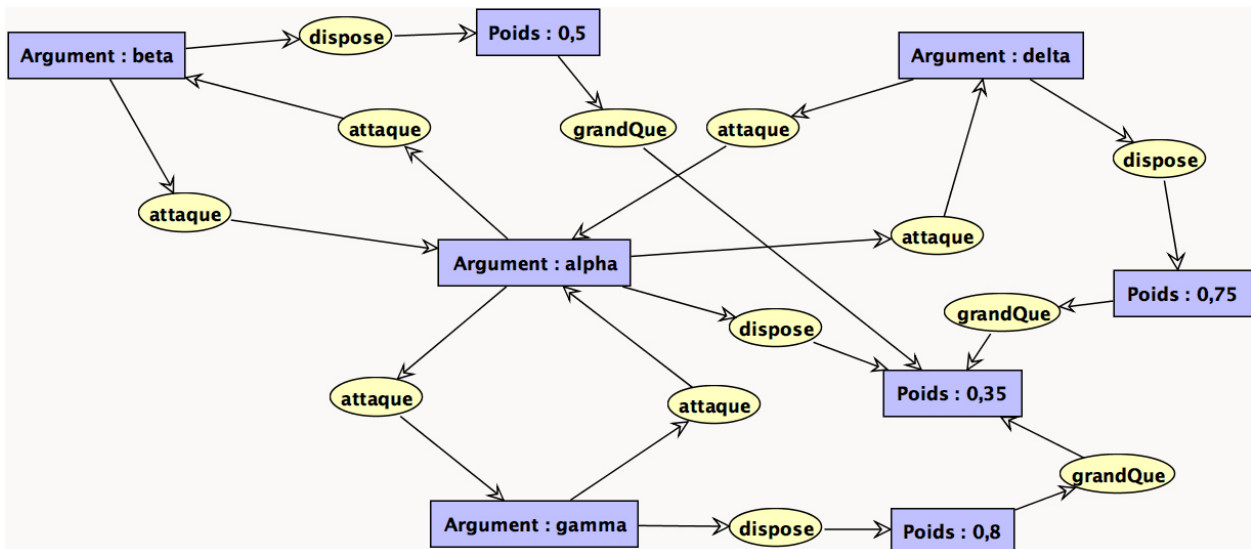 dispose
Poids : 0,5
Argument : beta
Argument : delta
attaque
grandQue
attaque
dispose
attaque
attaque
Argument : alpha
Poids : 0,75
grandQue
dispose
attaque
attaque
Poids : 0,35
grandQue
Argument : gamma
dispose
Poids : 0,8